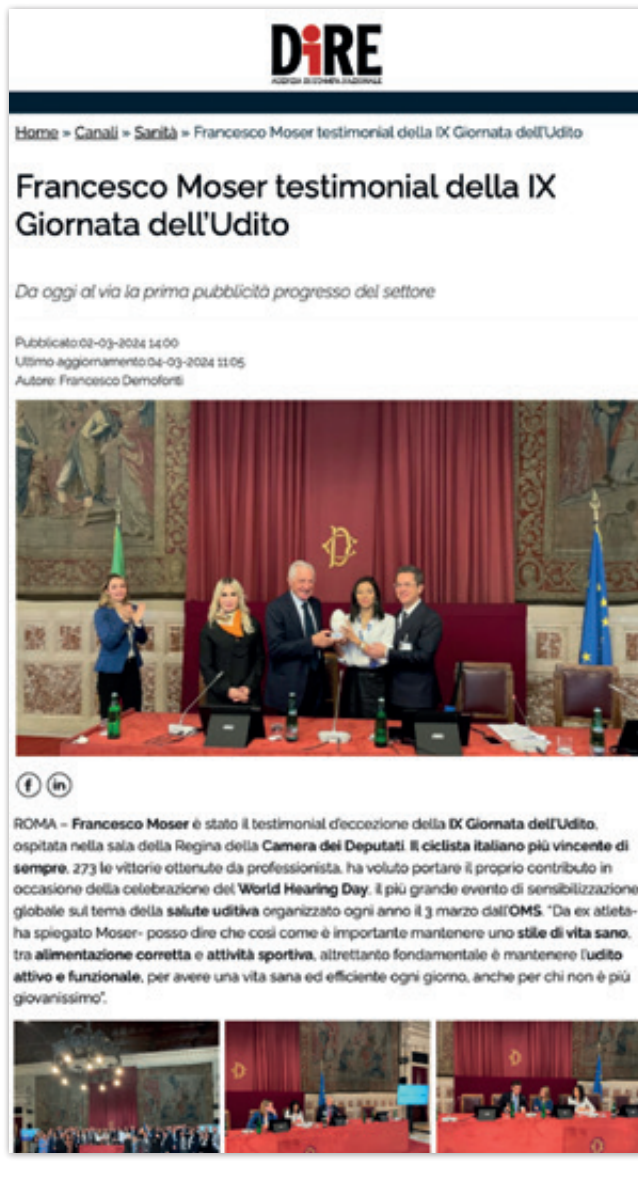 DiRE
AGENZIA DI STAMPA NAZIONALE
Home » Canali » Sanità » Francesco Moser testimonial della IX Giornata dell'Udito
Francesco Moser testimonial della IX
Giornata dell'Udito
Da oggi al via la prima pubblicità progresso del settore
Pubblicato:02-03-2024 14:00
Ultimo aggiornamento:04-03-2024 11:05
Autore: Francesco Demofonti
ROMA – Francesco Moser è stato il testimonial d'eccezione della IX Giornata dell'Udito,
ospitata nella sala della Regina della Camera dei Deputati. Il ciclista italiano più vincente di
sempre, 273 le vittorie ottenute da professionista, ha voluto portare il proprio contributo in
occasione della celebrazione del World Hearing Day, il più grande evento di sensibilizzazione
globale sul tema della salute uditiva organizzato ogni anno il 3 marzo dall'OMS. "Da ex atleta-
ha spiegato Moser- posso dire che così come è importante mantenere uno stile di vita sano,
tra alimentazione corretta e attività sportiva, altrettanto fondamentale è mantenere l'udito
attivo e funzionale, per avere una vita sana ed efficiente ogni giorno, anche per chi non è più
giovanissimo".